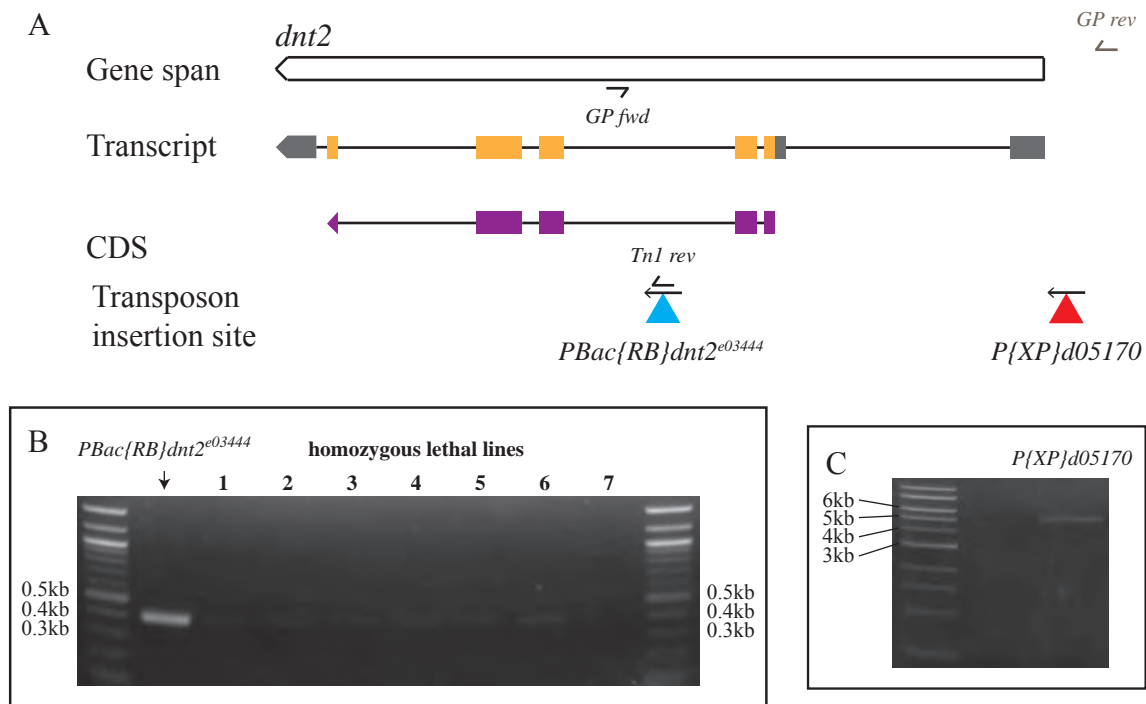 A
dnt2
GP rev
Gene span
GP fwd
Transcript
CDS
Tn1 rev
Transposon
insertion site
PBac{RB}dnt2e03444
P{XP}d05170
B
PBac{RB}dnt2e03444
homozygous lethal lines
1 2 3 4 5 6 7
0.5kb
0.4kb
0.3kb
0.5kb
0.4kb
0.3kb
C
P{XP}d05170
6kb
5kb
4kb
3kb